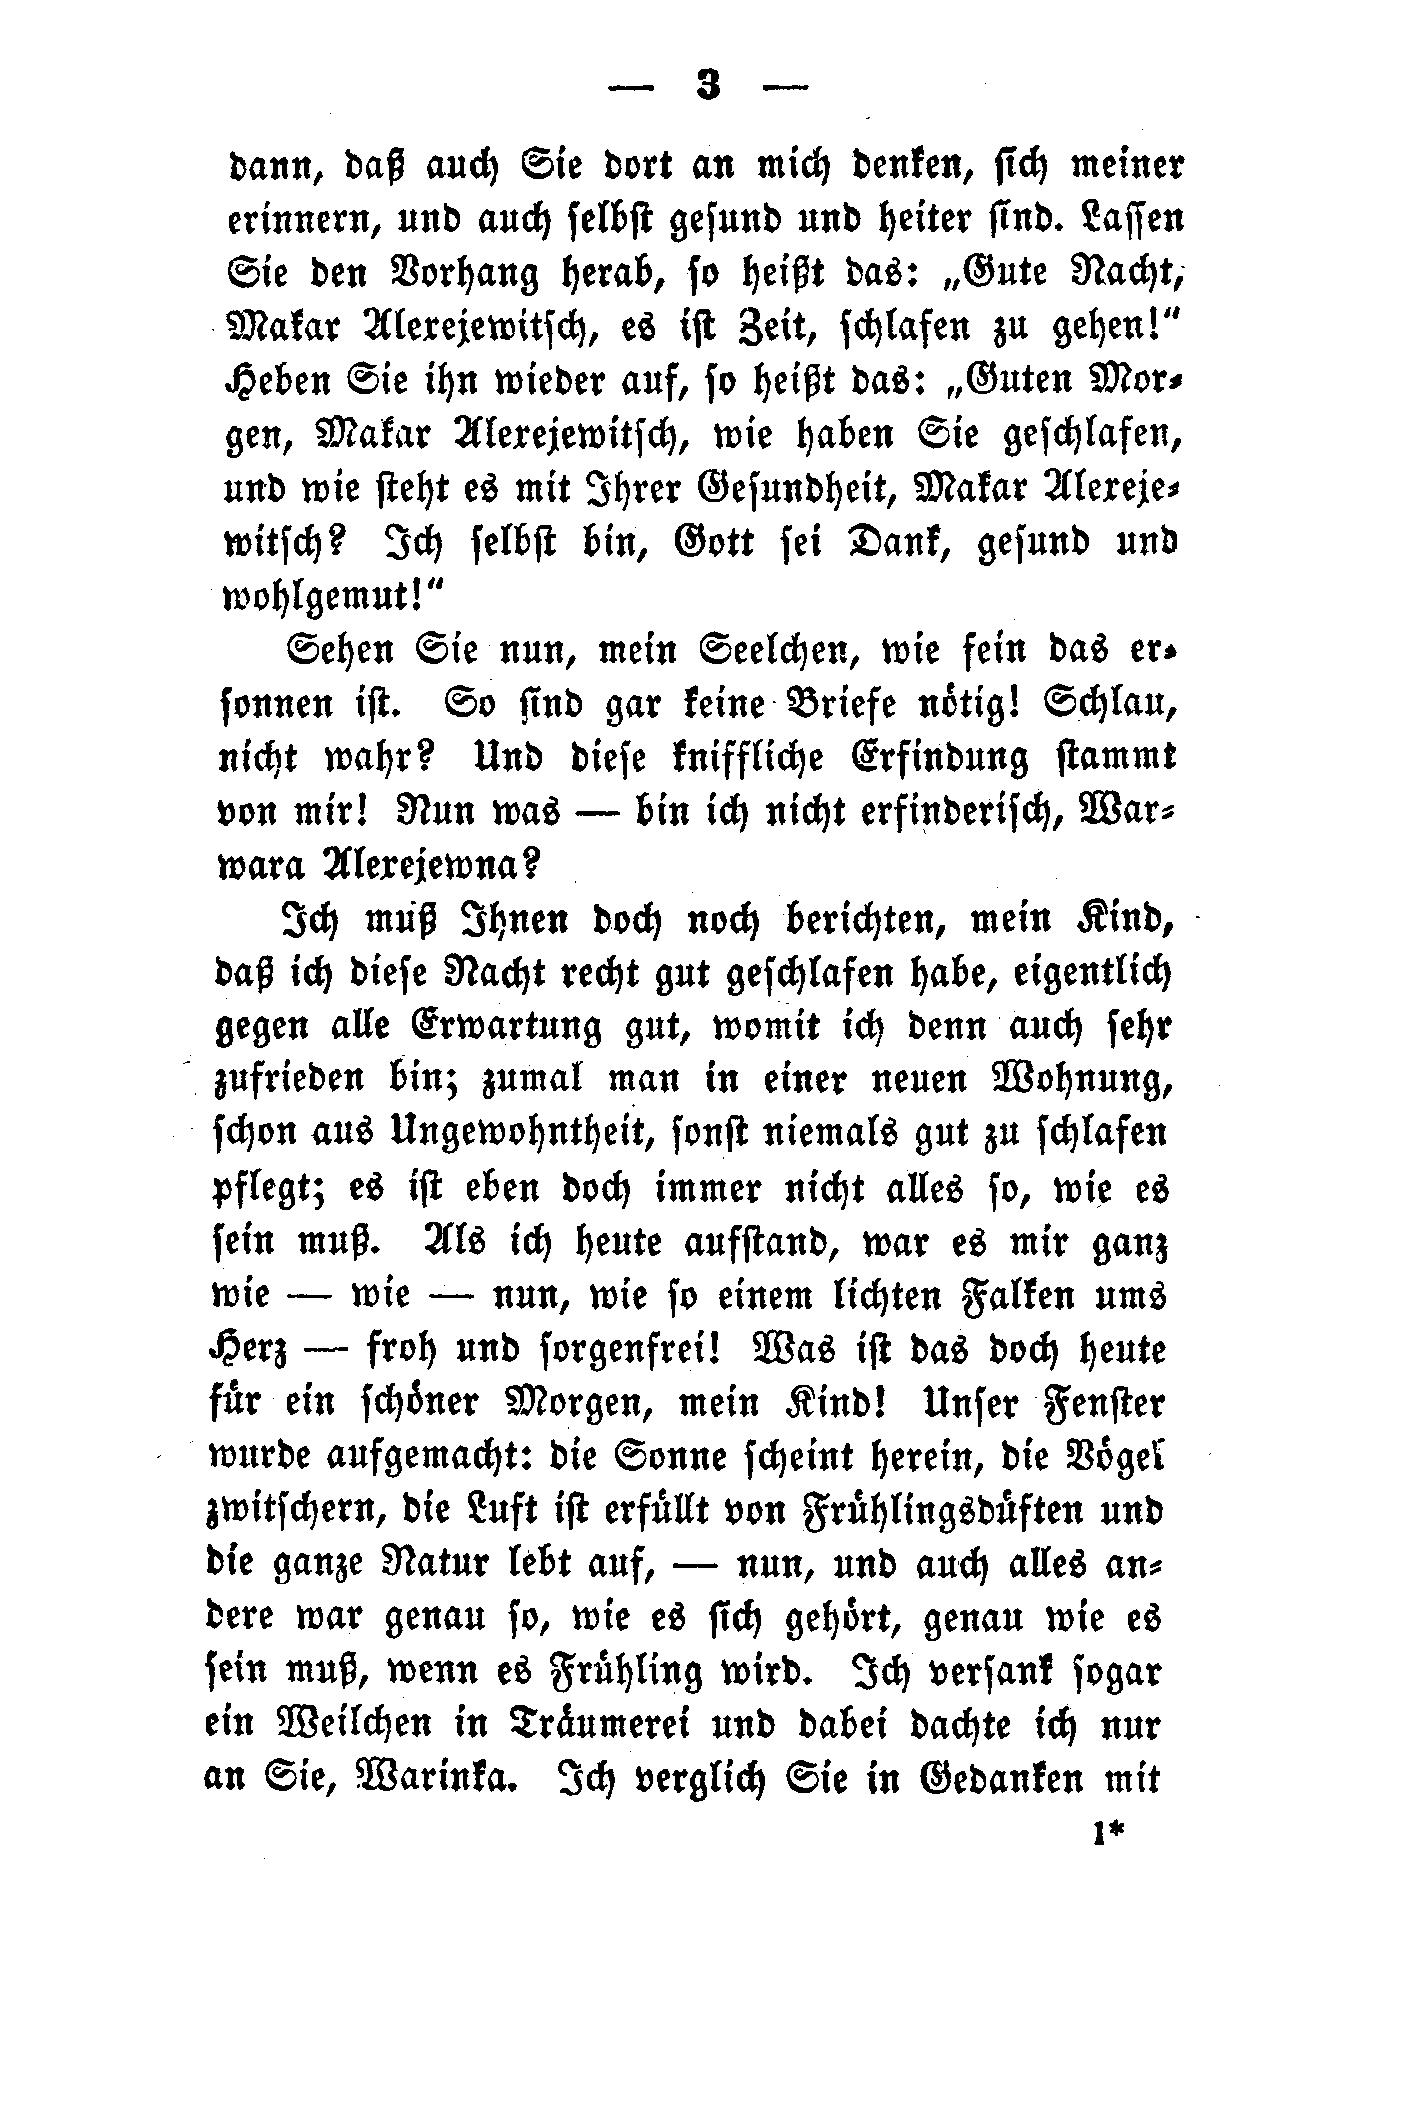 — 3 —
dann, daß auch Sie dort an mich denken, sich meiner
erinnern, und auch selbst gesund und heiter sind. Lassen
Sie den Vorhang herab, so heißt das: „Gute Nacht,
Makar Alexejewitsch, es ist Zeit, schlafen zu gehen!“
Heben Sie ihn wieder auf, so heißt das: „Guten Mor-
gen, Makar Alexejewitsch, wie haben Sie geschlafen,
und wie steht es mit Ihrer Gesundheit, Makar Alexeje-
witsch? Ich selbst bin, Gott sei Dank, gesund und
wohlgemut!“
Sehen Sie nun, mein Seelchen, wie fein das er-
sonnen ist. So sind gar keine Briefe nötig! Schlau,
nicht wahr? Und diese kniffliche Erfindung stammt
von mir! Nun was — bin ich nicht erfinderisch, War-
wara Alexejewna?
Ich muß Ihnen doch noch berichten, mein Kind,
daß ich diese Nacht recht gut geschlafen habe, eigentlich
gegen alle Erwartung gut, womit ich denn auch sehr
zufrieden bin; zumal man in einer neuen Wohnung,
schon aus Ungewohntheit, sonst niemals gut zu schlafen
pflegt; es ist eben doch immer nicht alles so, wie es
sein muß. Als ich heute aufstand, war es mir ganz
wie — wie — nun, wie so einem lichten Falken ums
Herz — froh und sorgenfrei! Was ist das doch heute
für ein schöner Morgen, mein Kind! Unser Fenster
wurde aufgemacht: die Sonne scheint herein, die Vögel
zwitschern, die Luft ist erfüllt von Frühlingsdüften und
die ganze Natur lebt auf, — nun, und auch alles an-
dere war genau so, wie es sich gehört, genau wie es
sein muß, wenn es Frühling wird. Ich versank sogar
ein Weilchen in Träumerei und dabei dachte ich nur
an Sie, Warinka. Ich verglich Sie in Gedanken mit
1*